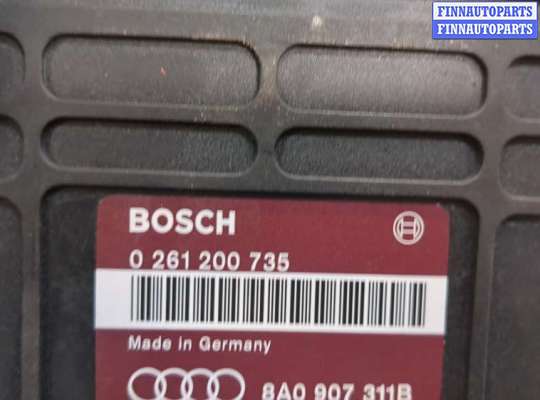 FINNAUTOPARTS
FINNAUTOPARTS
BOSCH
0 261 200 735
Made in Germany
8A0 907 311B